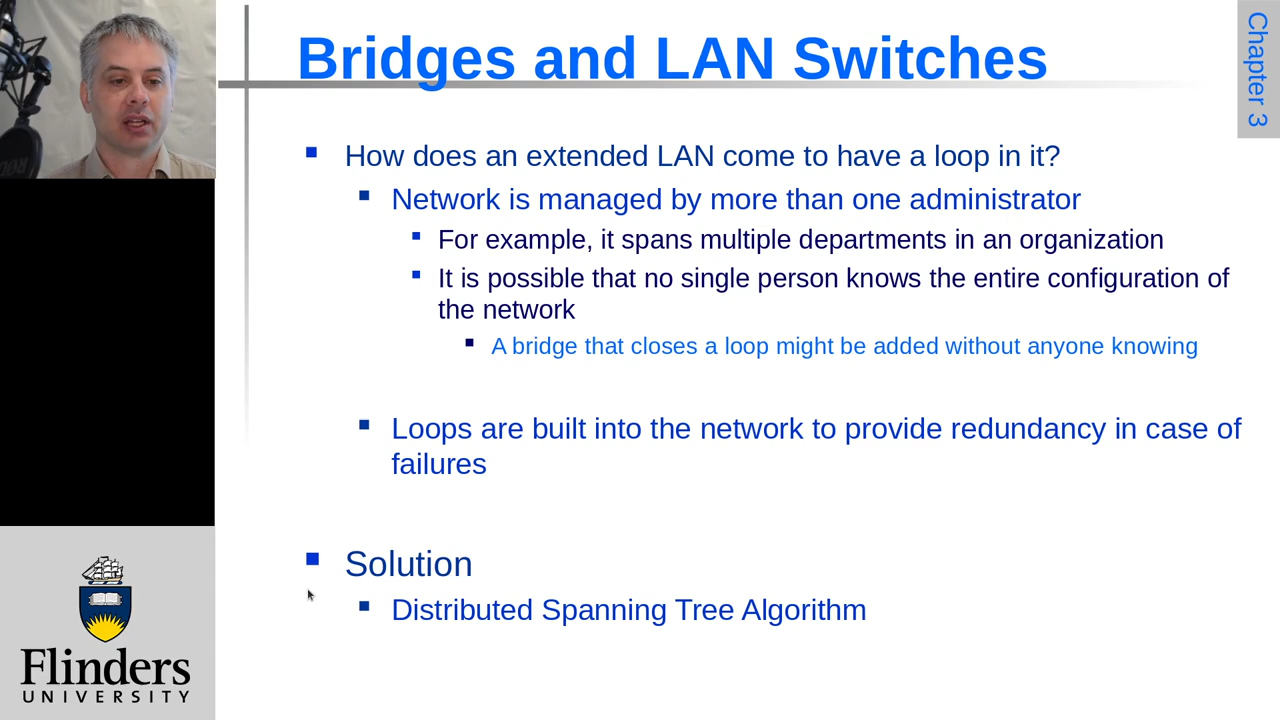 Bridges and LAN Switches
Chapter 3
How does an extended LAN come to have a loop in it?
Network is managed by more than one administrator
For example, it spans multiple departments in an organization
It is possible that no single person knows the entire configuration of
the network
A bridge that closes a loop might be added without anyone knowing
Loops are built into the network to provide redundancy in case of
failures
Solution
Distributed Spanning Tree Algorithm
Flinders
UNIVERSITY